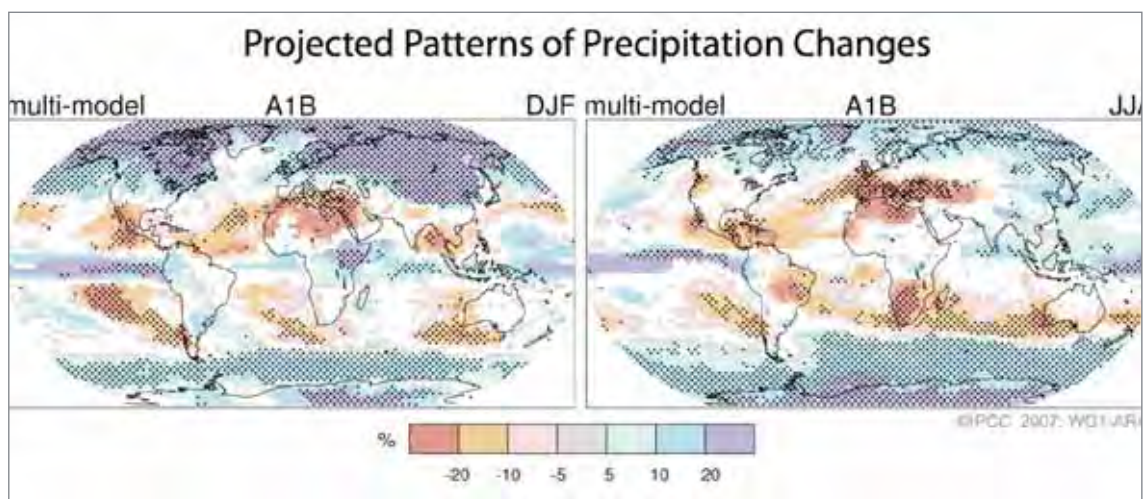 Projected Patterns of Precipitation Changes
multi-model A1B DJF multi-model A1B JJA
©IPCC 2007: WG1-AR4
%
-20 -10 -5 5 10 20